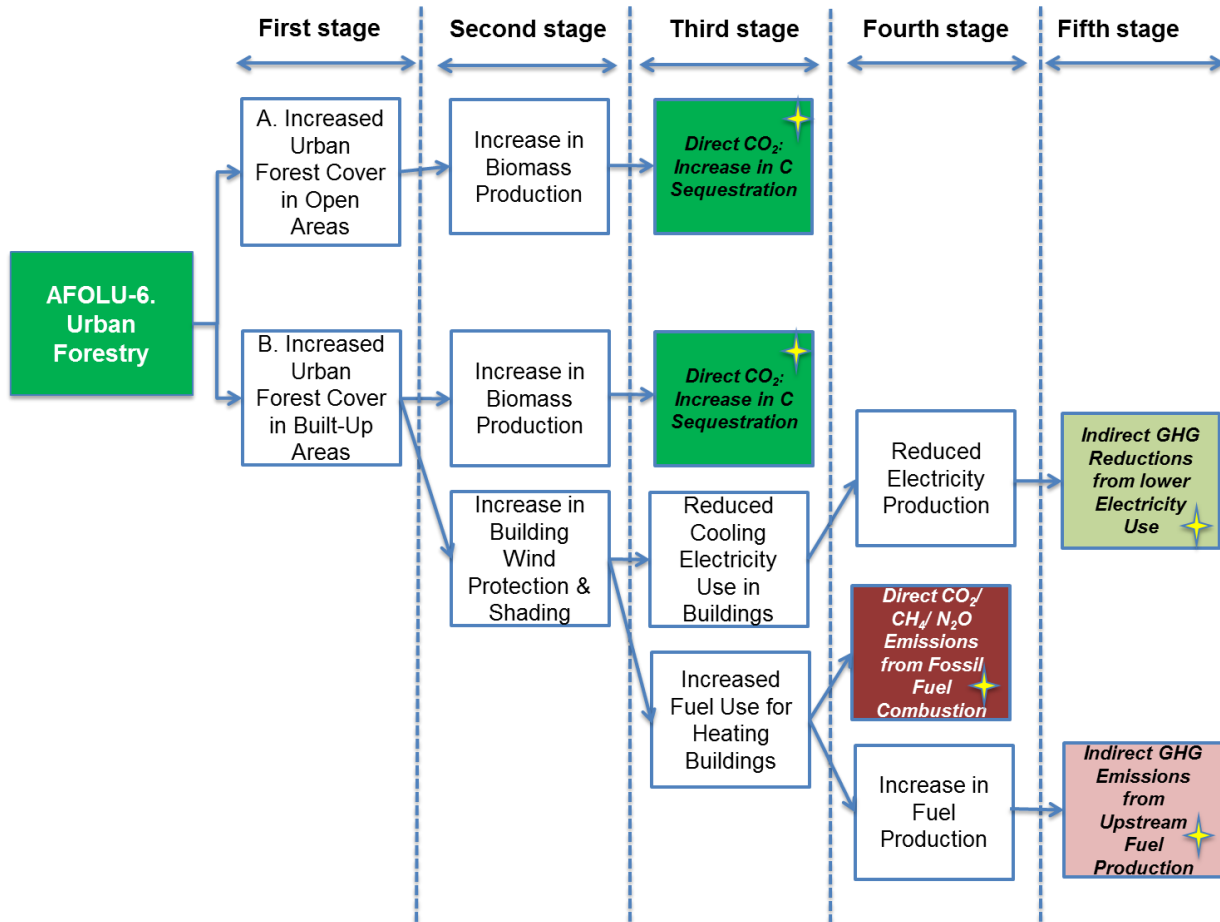 First stage
Second stage
Third stage
Fourth stage
Fifth stage
AFOLU-6.
Urban
Forestry
A. Increased
Urban
Forest Cover
in Open
Areas
Increase in
Biomass
Production
Direct CO₂:
Increase in C
Sequestration
B. Increased
Urban
Forest Cover
in Built-Up
Areas
Increase in
Biomass
Production
Direct CO₂:
Increase in C
Sequestration
Increase in
Building
Wind
Protection &
Shading
Reduced
Cooling
Electricity
Use in
Buildings
Reduced
Electricity
Production
Indirect GHG
Reductions
from lower
Electricity
Use
Increased
Fuel Use for
Heating
Buildings
Direct CO₂/
CH₄/ N₂O
Emissions
from Fossil
Fuel
Combustion
Increase in
Fuel
Production
Indirect GHG
Emissions
from
Upstream
Fuel
Production